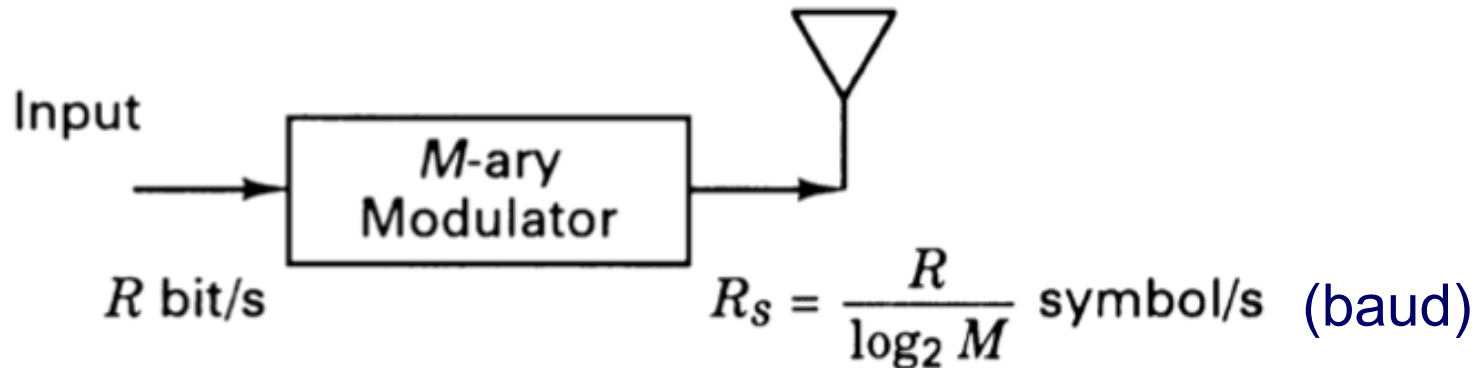 Input
M-ary
Modulator
R bit/s
R_S = R / log₂ M symbol/s (baud)